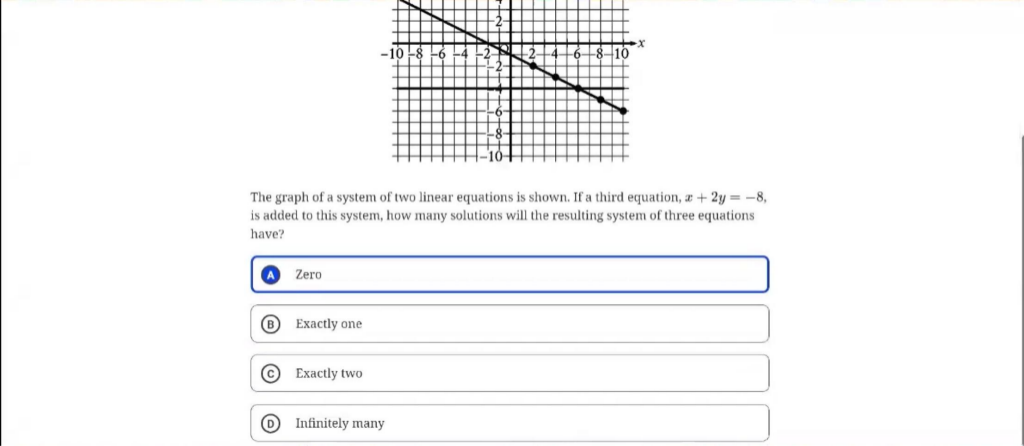 2
x
-10 -8 -6 -4 -2 O 2 4 6 8 10
-2
-4
-6
-8
-10
The graph of a system of two linear equations is shown. If a third equation, x + 2y = −8,
is added to this system, how many solutions will the resulting system of three equations
have?
A Zero
B Exactly one
C Exactly two
D Infinitely many